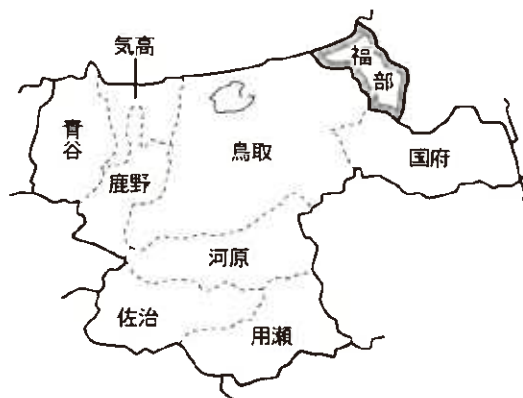 気高
福部
青谷
鳥取
国府
鹿野
河原
佐治
用瀬